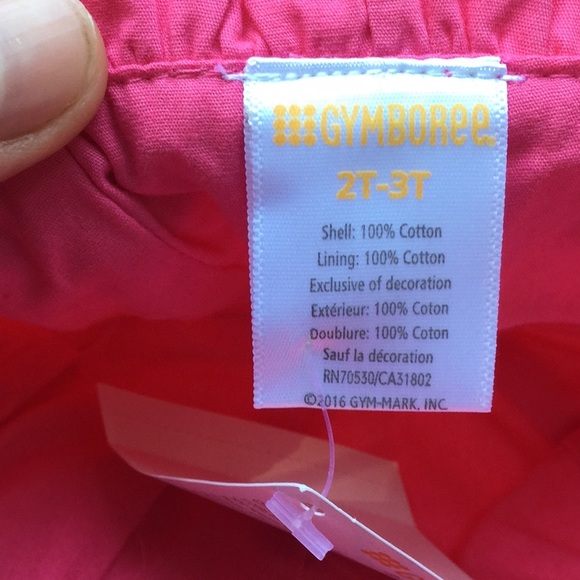 GYMBOREE
2T-3T
Shell: 100% Cotton
Lining: 100% Cotton
Exclusive of decoration
Extérieur: 100% Coton
Doublure: 100% Coton
Sauf la décoration
RN70530/CA31802
©2016 GYM-MARK, INC.